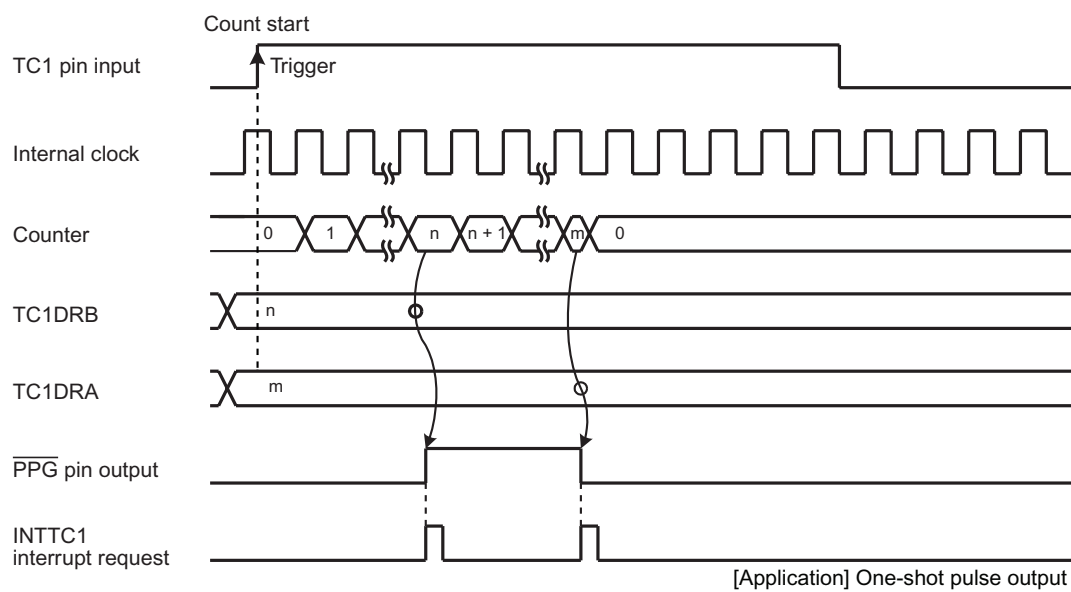 Count start
TC1 pin input
Trigger
Internal clock
Counter
0 1 n n + 1 m 0
TC1DRB
n
TC1DRA
m
PPG pin output
INTTC1
interrupt request
[Application] One-shot pulse output